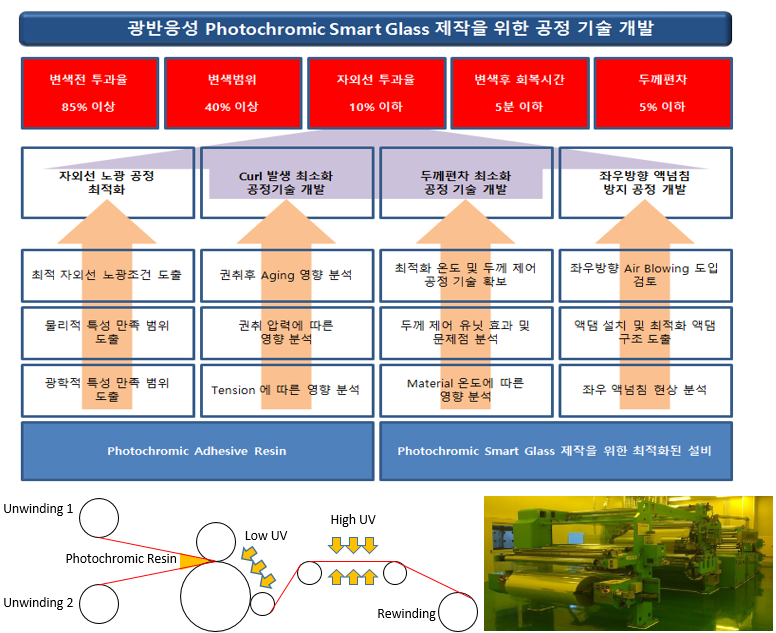 광반응성 Photochromic Smart Glass 제작을 위한 공정 기술 개발
변색전 투과율
85% 이상
변색범위
40% 이상
자외선 투과율
10% 이하
변색후 회복시간
5분 이하
두께편차
5% 이하
자외선 노광 공정
최적화
Curl 발생 최소화
공정기술 개발
두께편차 최소화
공정 기술 개발
좌우방향 액넘침
방지 공정 개발
최적 자외선 노광조건 도출
권취후 Aging 영향 분석
최적화 온도 및 두께 제어
공정 기술 확보
좌우방향 Air Blowing 도입
검토
물리적 특성 만족 범위
도출
권취 압력에 따른
영향 분석
두께 제어 유닛 효과 및
문제점 분석
액댐 설치 및 최적화 액댐
구조 도출
광학적 특성 만족 범위
도출
Tension 에 따른 영향 분석
Material 온도에 따른
영향 분석
좌우 액넘침 현상 분석
Photochromic Adhesive Resin
Photochromic Smart Glass 제작을 위한 최적화된 설비
Unwinding 1
Photochromic Resin
Unwinding 2
Low UV
High UV
Rewinding